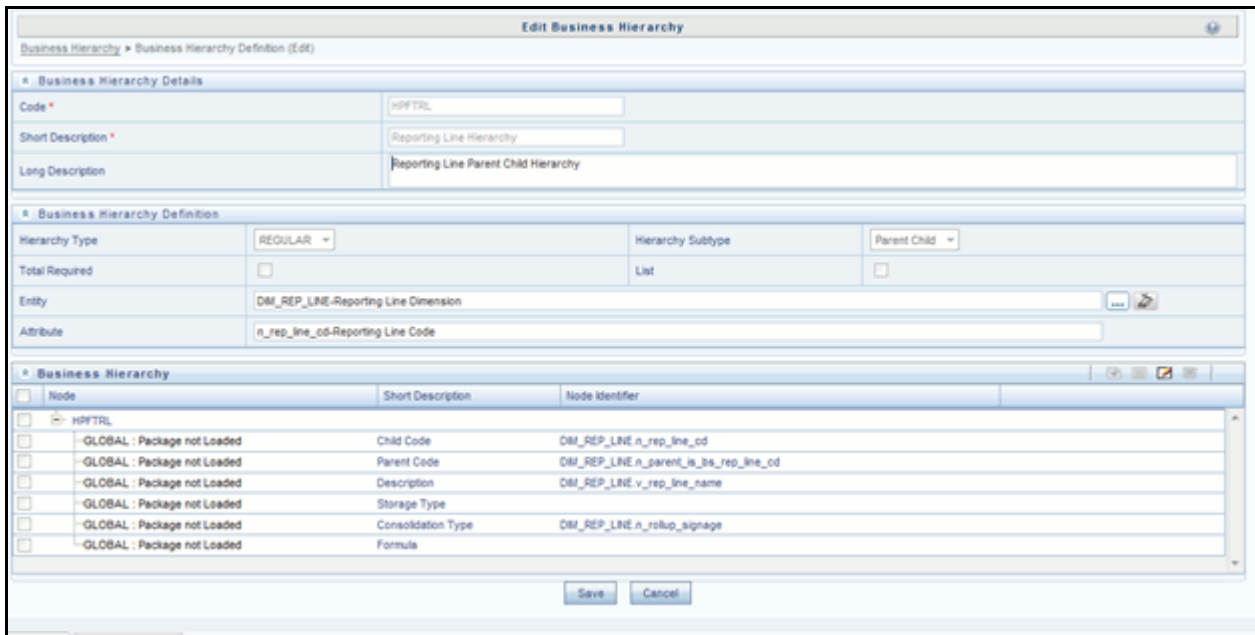 Edit Business Hierarchy
Business Hierarchy > Business Hierarchy Definition (Edit)
Business Hierarchy Details
Code *
HPFTRL
Short Description *
Reporting Line Hierarchy
Long Description
Reporting Line Parent Child Hierarchy
Business Hierarchy Definition
Hierarchy Type
REGULAR
Hierarchy Subtype
Parent Child
Total Required
List
Entity
DIM_REP_LINE-Reporting Line Dimension
...
Attribute
n_rep_line_cd-Reporting Line Code
Business Hierarchy
Node Short Description Node Identifier
HPFTRL
GLOBAL : Package not Loaded Child Code DIM_REP_LINE.n_rep_line_cd
GLOBAL : Package not Loaded Parent Code DIM_REP_LINE.n_parent_is_bs_rep_line_cd
GLOBAL : Package not Loaded Description DIM_REP_LINE.v_rep_line_name
GLOBAL : Package not Loaded Storage Type
GLOBAL : Package not Loaded Consolidation Type DIM_REP_LINE.n_rollup_signage
GLOBAL : Package not Loaded Formula
Save Cancel